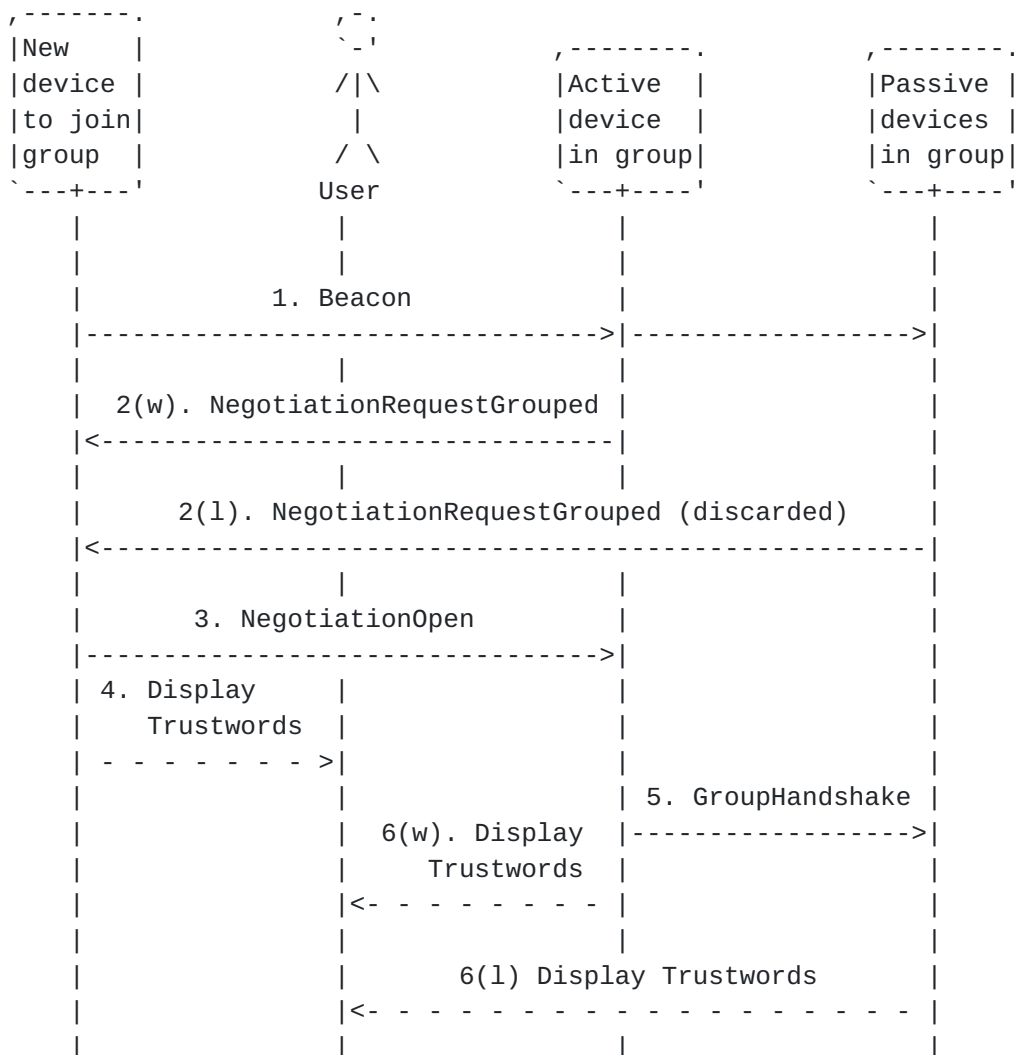 ,-------.                ,-.
|New    |                `-'           ,--------.          ,--------.
|device |                /|\           |Active  |          |Passive |
|to join|                 |            |device  |          |devices |
|group  |                / \           |in group|          |in group|
`---+---'               User           `---+----'          `---+----'
    |                |                 |                   |
    |                |                 |                   |
    |            1. Beacon             |                   |
    |--------------------------------->|------------------>|
    |                |                 |                   |
    |  2(w). NegotiationRequestGrouped |                   |
    |<---------------------------------|                   |
    |                |                 |                   |
    |      2(l). NegotiationRequestGrouped (discarded)     |
    |<-----------------------------------------------------|
    |                |                 |                   |
    |       3. NegotiationOpen         |                   |
    |--------------------------------->|                   |
    | 4. Display     |                 |                   |
    |    Trustwords  |                 |                   |
    | - - - - - - - >|                 |                   |
    |                |                 | 5. GroupHandshake |
    |                |  6(w). Display  |------------------>|
    |                |     Trustwords  |                   |
    |                |<- - - - - - - - |                   |
    |                |                 |                   |
    |                |       6(l) Display Trustwords       |
    |                |<- - - - - - - - - - - - - - - - - - |
    |                |                 |                   |